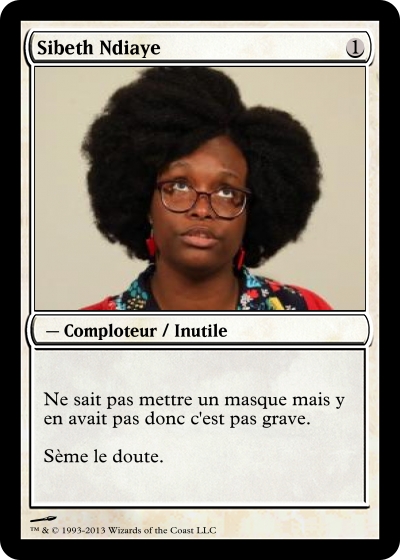 Sibeth Ndiaye 1
— Comploteur / Inutile
Ne sait pas mettre un masque mais y
en avait pas donc c'est pas grave.
Sème le doute.
™ & © 1993-2013 Wizards of the Coast LLC